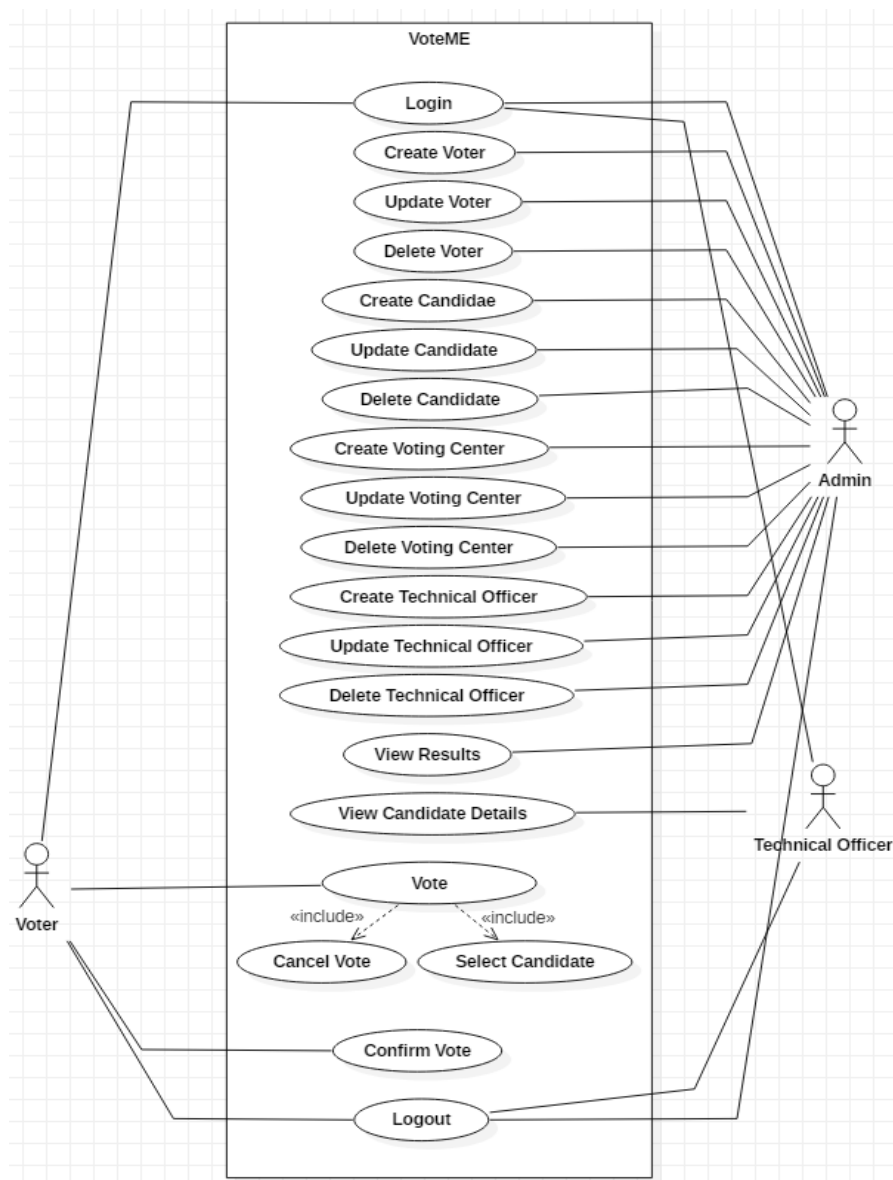 VoteME
Login
Create Voter
Update Voter
Delete Voter
Create Candidae
Update Candidate
Delete Candidate
Create Voting Center
Admin
Update Voting Center
Delete Voting Center
Create Technical Officer
Update Technical Officer
Delete Technical Officer
View Results
View Candidate Details
Technical Officer
Vote
Voter
«include»
«include»
Cancel Vote
Select Candidate
Confirm Vote
Logout